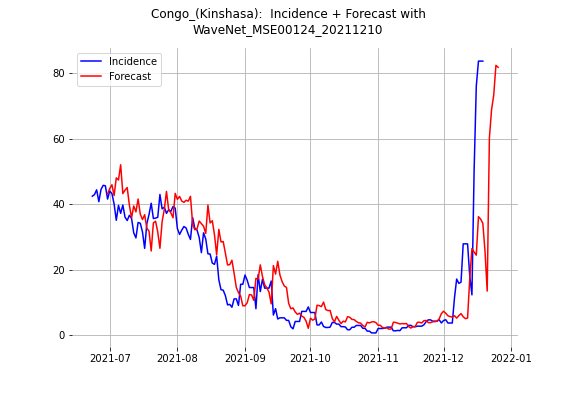 Congo_(Kinshasa):  Incidence + Forecast with
WaveNet_MSE00124_20211210
Incidence
Forecast
80
60
40
20
0
2021-07 2021-08 2021-09 2021-10 2021-11 2021-12 2022-01